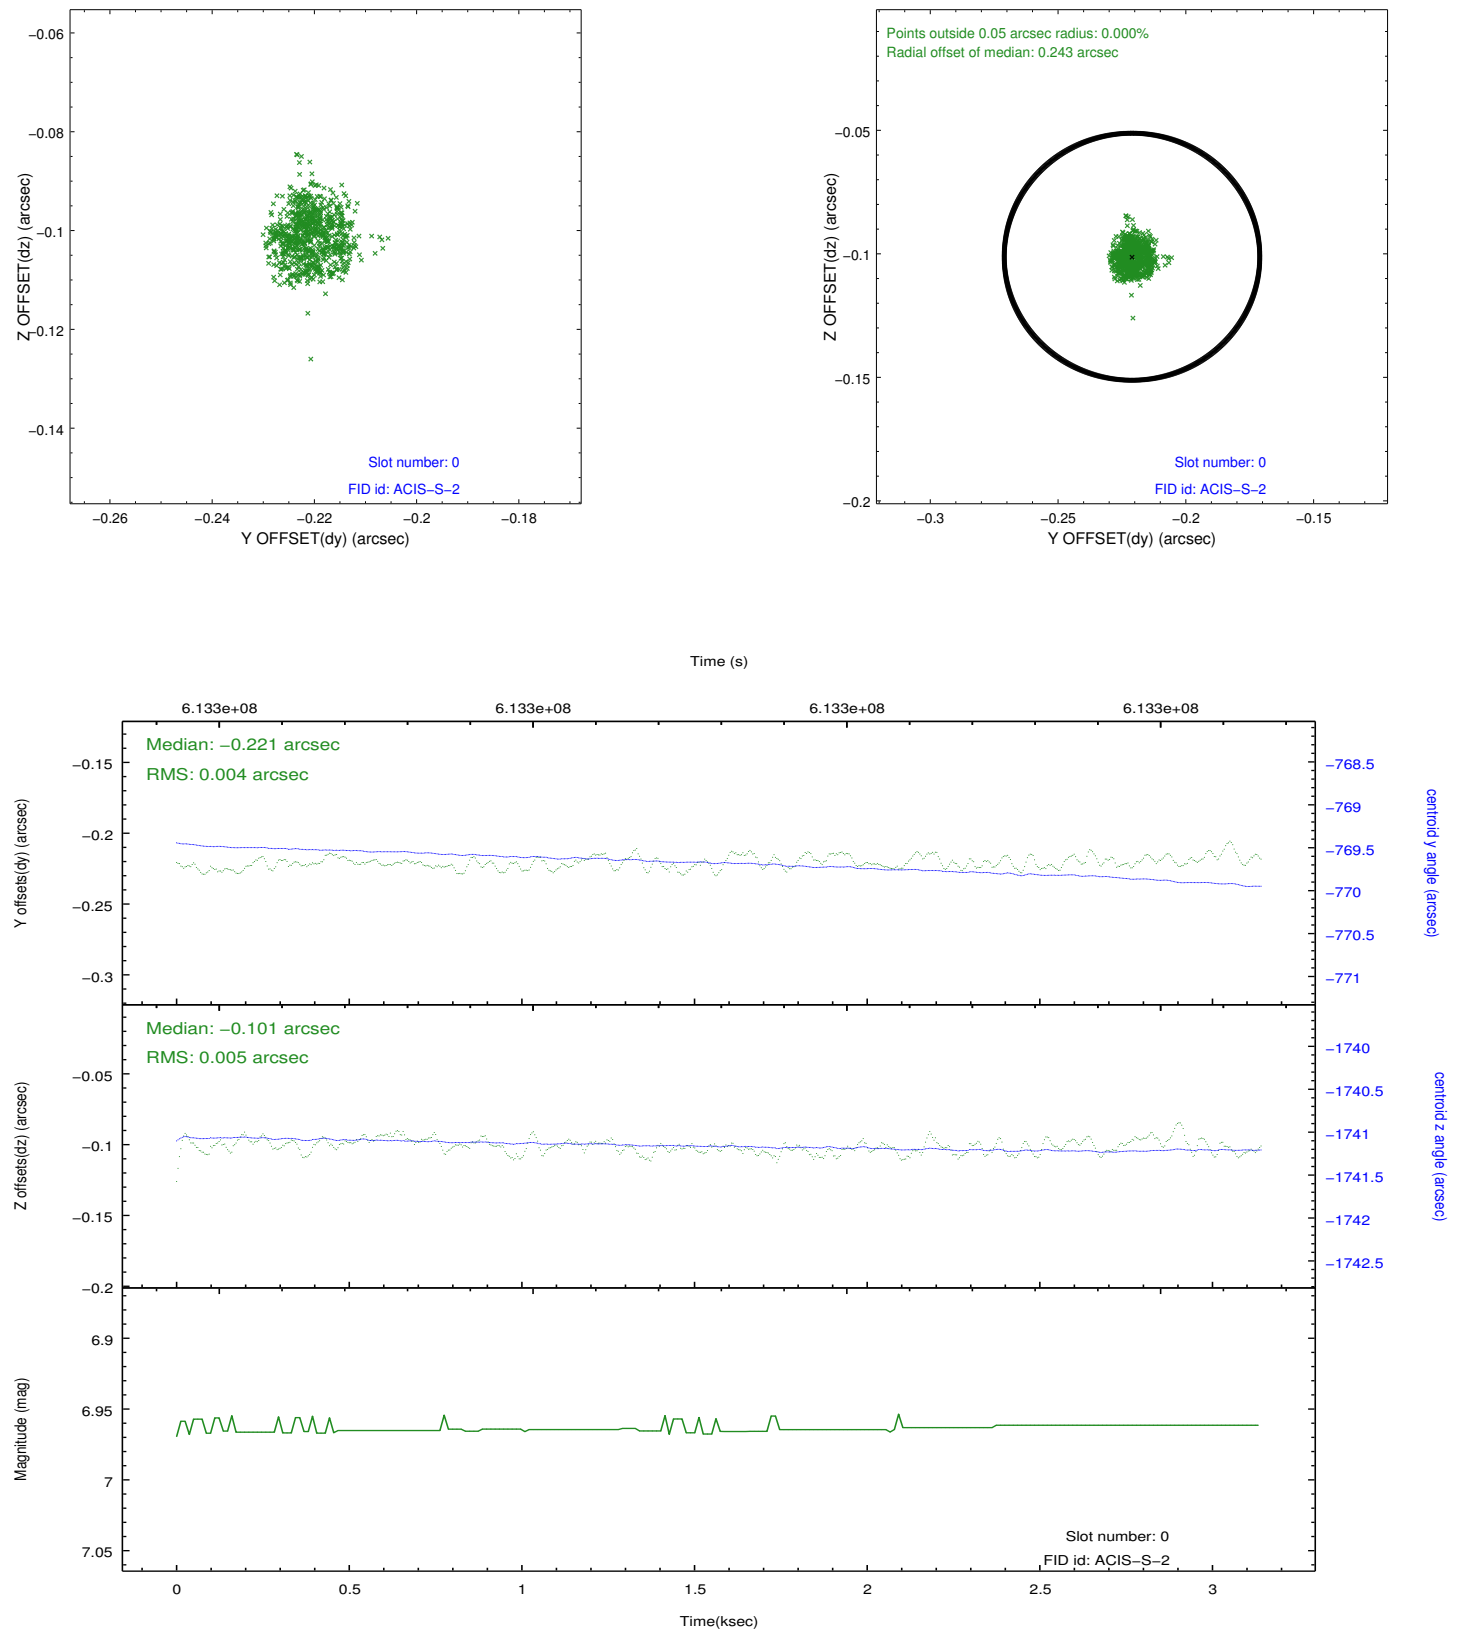 −0.06
−0.08
−0.1
−0.12
−0.14
Z OFFSET(dz) (arcsec)
Slot number: 0
FID id: ACIS−S−2
−0.26
−0.24
−0.22
−0.2
−0.18
Y OFFSET(dy) (arcsec)
Points outside 0.05 arcsec radius: 0.000%
Radial offset of median: 0.243 arcsec
−0.05
−0.1
−0.15
−0.2
Z OFFSET(dz) (arcsec)
Slot number: 0
FID id: ACIS−S−2
−0.3
−0.25
−0.2
−0.15
Y OFFSET(dy) (arcsec)
Time (s)
6.133e+08
6.133e+08
6.133e+08
6.133e+08
Median: −0.221 arcsec
RMS: 0.004 arcsec
−0.15
−0.2
−0.25
−0.3
Y offsets(dy) (arcsec)
−768.5
−769
−769.5
−770
−770.5
−771
centroid y angle (arcsec)
Median: −0.101 arcsec
RMS: 0.005 arcsec
−0.05
−0.1
−0.15
−0.2
Z offsets(dz) (arcsec)
−1740
−1740.5
−1741
−1741.5
−1742
−1742.5
centroid z angle (arcsec)
6.9
6.95
7
7.05
Magnitude (mag)
Slot number: 0
FID id: ACIS−S−2
0
0.5
1
1.5
2
2.5
3
Time(ksec)